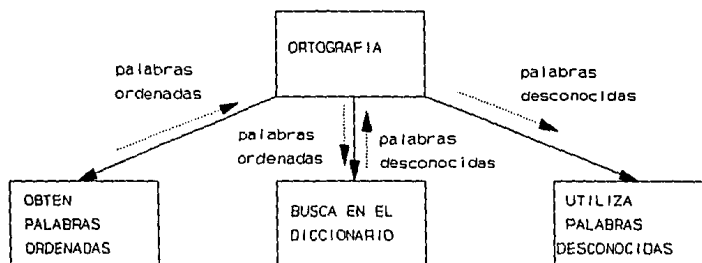 ORTOGRAFIA
palabras
ordenadas
palabras
desconocidas
palabras
ordenadas
palabras
desconocidas
OBTEN
PALABRAS
ORDENADAS
BUSCA EN EL
DICCIONARIO
UTILIZA
PALABRAS
DESCONOCIDAS